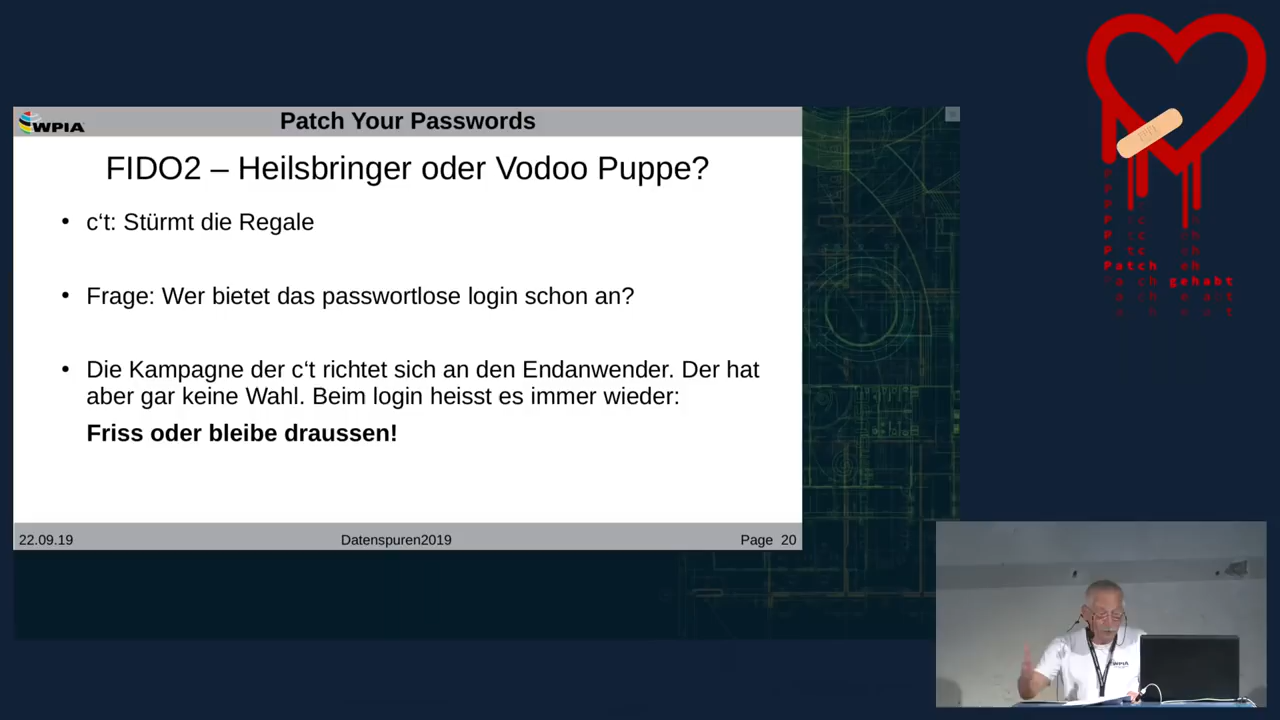 WPIA
Patch Your Passwords
FIDO2 – Heilsbringer oder Vodoo Puppe?
• c‘t: Stürmt die Regale
• Frage: Wer bietet das passwortlose login schon an?
• Die Kampagne der c‘t richtet sich an den Endanwender. Der hat
aber gar keine Wahl. Beim login heisst es immer wieder:
Friss oder bleibe draussen!
22.09.19
Datenspuren2019
Page 20
Patch
gehabt
WPIA